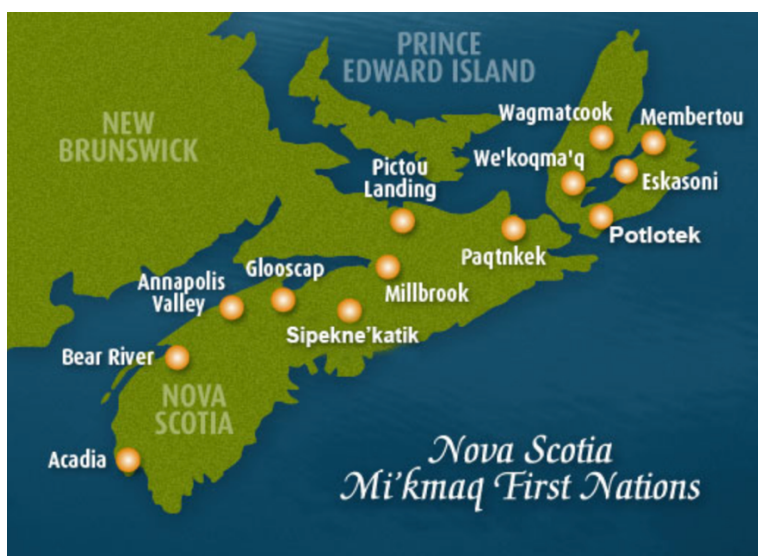 PRINCE
EDWARD ISLAND
NEW
BRUNSWICK
Wagmatcook
Membertou
Pictou
Landing
We'koqma'q
Eskasoni
Potlotek
Paqtnkek
Glooscap
Annapolis
Valley
Millbrook
Sipekne’katik
Bear River
NOVA
SCOTIA
Acadia
Nova Scotia
Mi’kmaq First Nations